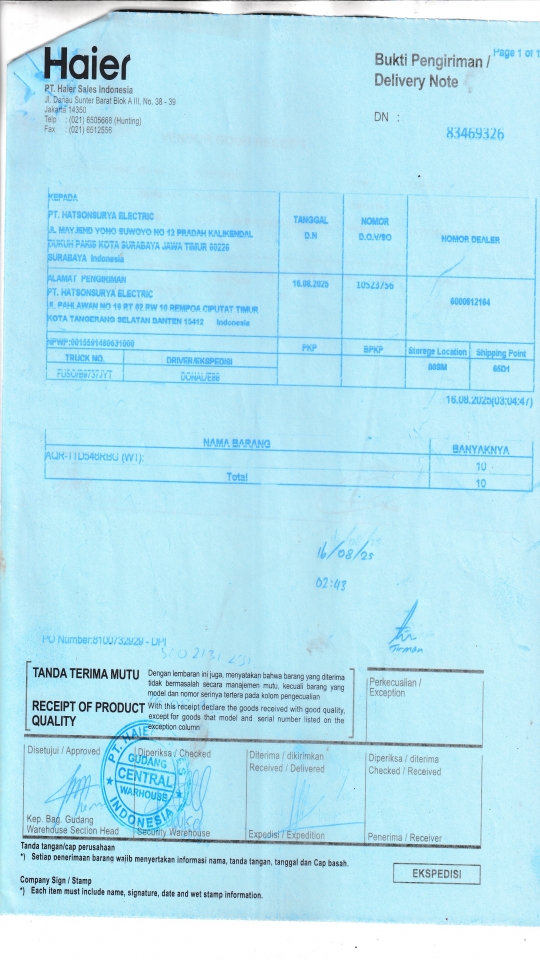 Haier
Bukti Pengiriman /
Delivery Note
Page 1 of 1
PT. Haier Sales Indonesia
Jl. Danau Sunter Barat Blok A III, No. 38 - 39
Jakarta 14350
Telp : (021) 6505668 (Hunting)
Fax : (021) 6512556
DN :
83469326
KEPADA
PT. HATSONSURYA ELECTRIC
JL MAYJEND YONO SUWOYO NO 12 PRADAH KALIKENDAL
DUKUH PAKIS KOTA SURABAYA JAWA TIMUR 60226
SURABAYA Indonesia
TANGGAL
D.N
NOMOR
D.O.V/SO
NOMOR DEALER
ALAMAT PENGIRIMAN
PT. HATSONSURYA ELECTRIC
JL PAHLAWAN NO 19 RT 02 RW 10 REMPOA CIPUTAT TIMUR
KOTA TANGERANG SELATAN BANTEN 15412 Indonesia
16.08.2025
10523756
PKP
BPKP
Storege Location
Shipping Point
TRUCK NO.
DRIVER/EKSPEDISI
00SM
65D1
16.08.2025(03:04:47)
NAMA BARANG
BANYAKNYA
10
Total
10
16/08/25
02:43
PO Number:8100732929 - DPI
TANDA TERIMA MUTU
Dengan lembaran ini juga, menyatakan bahwa barang yang diterima
tidak bermasalah secara manajemen mutu, kecuali barang yang
model dan nomor serinya tertera pada kolom pengecualian
RECEIPT OF PRODUCT
QUALITY
With this receipt declare the goods received with good quality,
except for goods that model and serial number listed on the
exception column
Perkecualian /
Exception
Disetujui / Approved
Diperiksa / Checked
Diterima / dikirimkan
Received / Delivered
Diperiksa / diterima
Checked / Received
PT. HAIER
GUDANG
CENTRAL
WARHOUSE
INDONESIA
Kep. Bag. Gudang
Warehouse Section Head
Security Warehouse
Expedisi / Expedition
Penerima / Receiver
Tanda tangan/cap perusahaan
*) Setiap penerimaan barang wajib menyertakan informasi nama, tanda tangan, tanggal dan Cap basah.
EKSPEDISI
Company Sign / Stamp
*) Each item must include name, signature, date and wet stamp information.